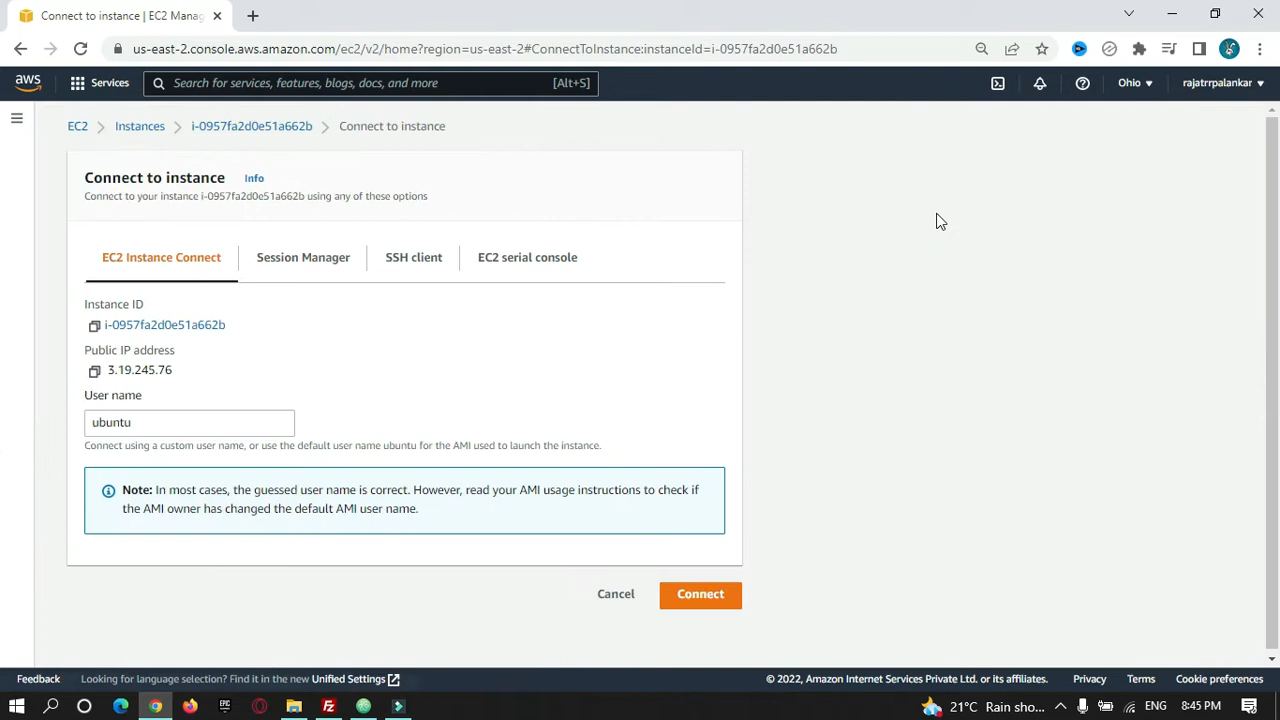 Connect to instance | EC2 Manag
us-east-2.console.aws.amazon.com/ec2/v2/home?region=us-east-2#ConnectToInstance:instanceId=i-0957fa2d0e51a662b
aws
Services
Search for services, features, blogs, docs, and more
[Alt+S]
Ohio
rajatrrpalankar
EC2
Instances
i-0957fa2d0e51a662b
Connect to instance
Connect to instance
Info
Connect to your instance i-0957fa2d0e51a662b using any of these options
EC2 Instance Connect
Session Manager
SSH client
EC2 serial console
Instance ID
i-0957fa2d0e51a662b
Public IP address
3.19.245.76
User name
ubuntu
Connect using a custom user name, or use the default user name ubuntu for the AMI used to launch the instance.
Note: In most cases, the guessed user name is correct. However, read your AMI usage instructions to check if
the AMI owner has changed the default AMI user name.
Cancel
Connect
Feedback
Looking for language selection? Find it in the new Unified Settings
© 2022, Amazon Internet Services Private Ltd. or its affiliates.
Privacy
Terms
Cookie preferences
EPIC
Fz
21°C Rain sho...
ENG
8:45 PM